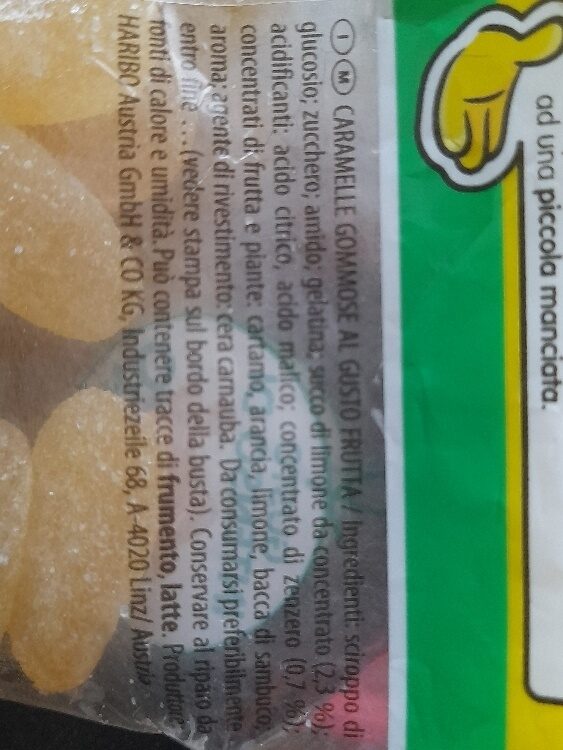 ad una piccola manciata.
I M CARAMELLE GOMMOSE AL GUSTO FRUTTA / Ingredienti: sciroppo di
glucosio; zucchero; amido; gelatina; succo di limone da concentrato (2,3 %);
acidificanti: acido citrico, acido malico; concentrato di zenzero (0,7 %);
concentrati di frutta e piante: cartamo, arancia, limone, bacca di sambuco;
aroma; agente di rivestimento: cera carnauba. Da consumarsi preferibilmente
entro fine ...(vedere stampa sul bordo della busta). Conservare al riparo da
fonti di calore e umidità. Può contenere tracce di frumento, latte. Produttore
HARIBO Austria GmbH & CO KG, Industriezeile 68, A-4020 Linz/ Austria